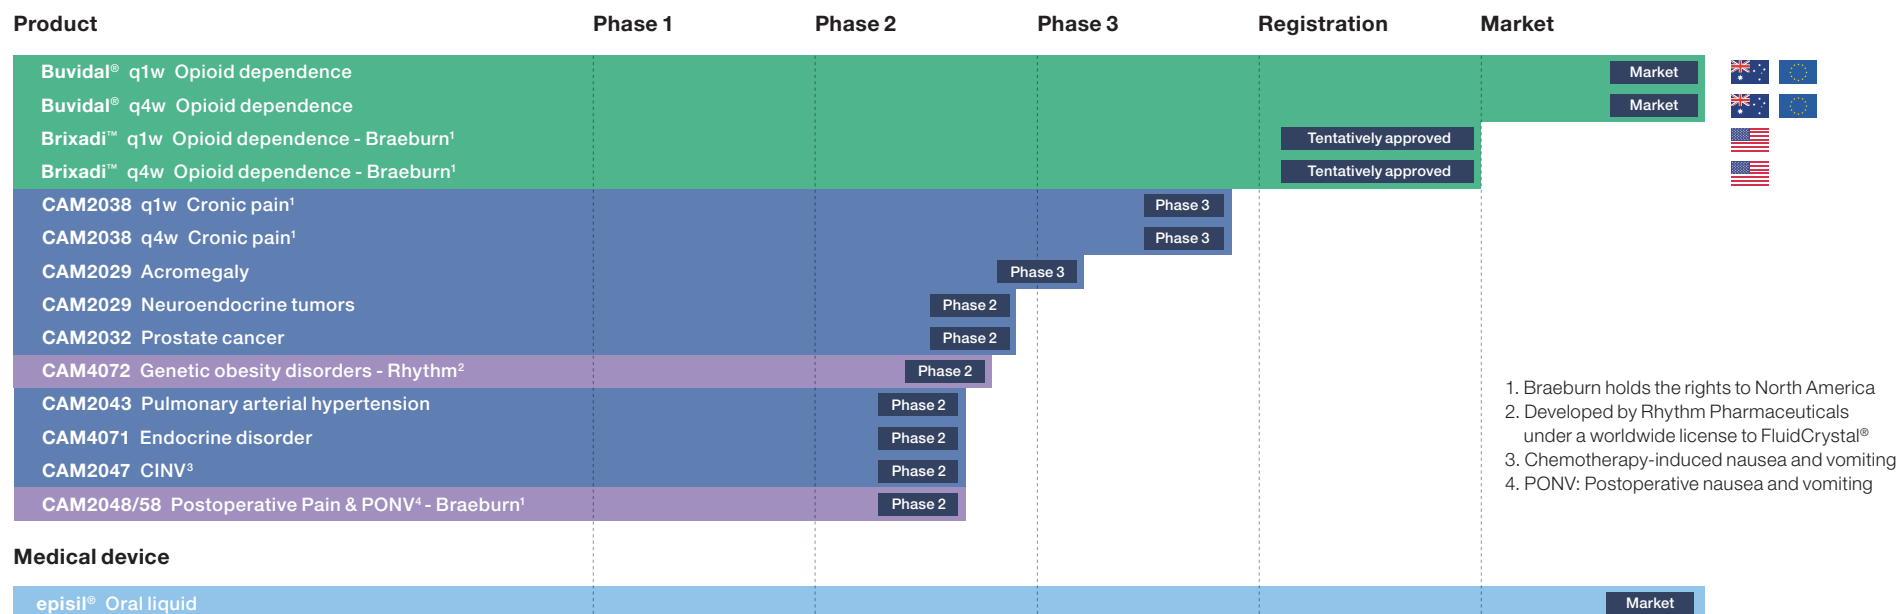 Product Phase 1 Phase 2 Phase 3 Registration Market
Buvidal® q1w Opioid dependence Market
Buvidal® q4w Opioid dependence Market
Brixadi™ q1w Opioid dependence - Braeburn¹ Tentatively approved
Brixadi™ q4w Opioid dependence - Braeburn¹ Tentatively approved
CAM2038 q1w Cronic pain¹ Phase 3
CAM2038 q4w Cronic pain¹ Phase 3
CAM2029 Acromegaly Phase 3
CAM2029 Neuroendocrine tumors Phase 2
CAM2032 Prostate cancer Phase 2
CAM4072 Genetic obesity disorders - Rhythm² Phase 2
CAM2043 Pulmonary arterial hypertension Phase 2
CAM4071 Endocrine disorder Phase 2
CAM2047 CINV³ Phase 2
CAM2048/58 Postoperative Pain & PONV⁴ - Braeburn¹ Phase 2
1. Braeburn holds the rights to North America
2. Developed by Rhythm Pharmaceuticals
under a worldwide license to FluidCrystal®
3. Chemotherapy-induced nausea and vomiting
4. PONV: Postoperative nausea and vomiting
Medical device
episil® Oral liquid Market